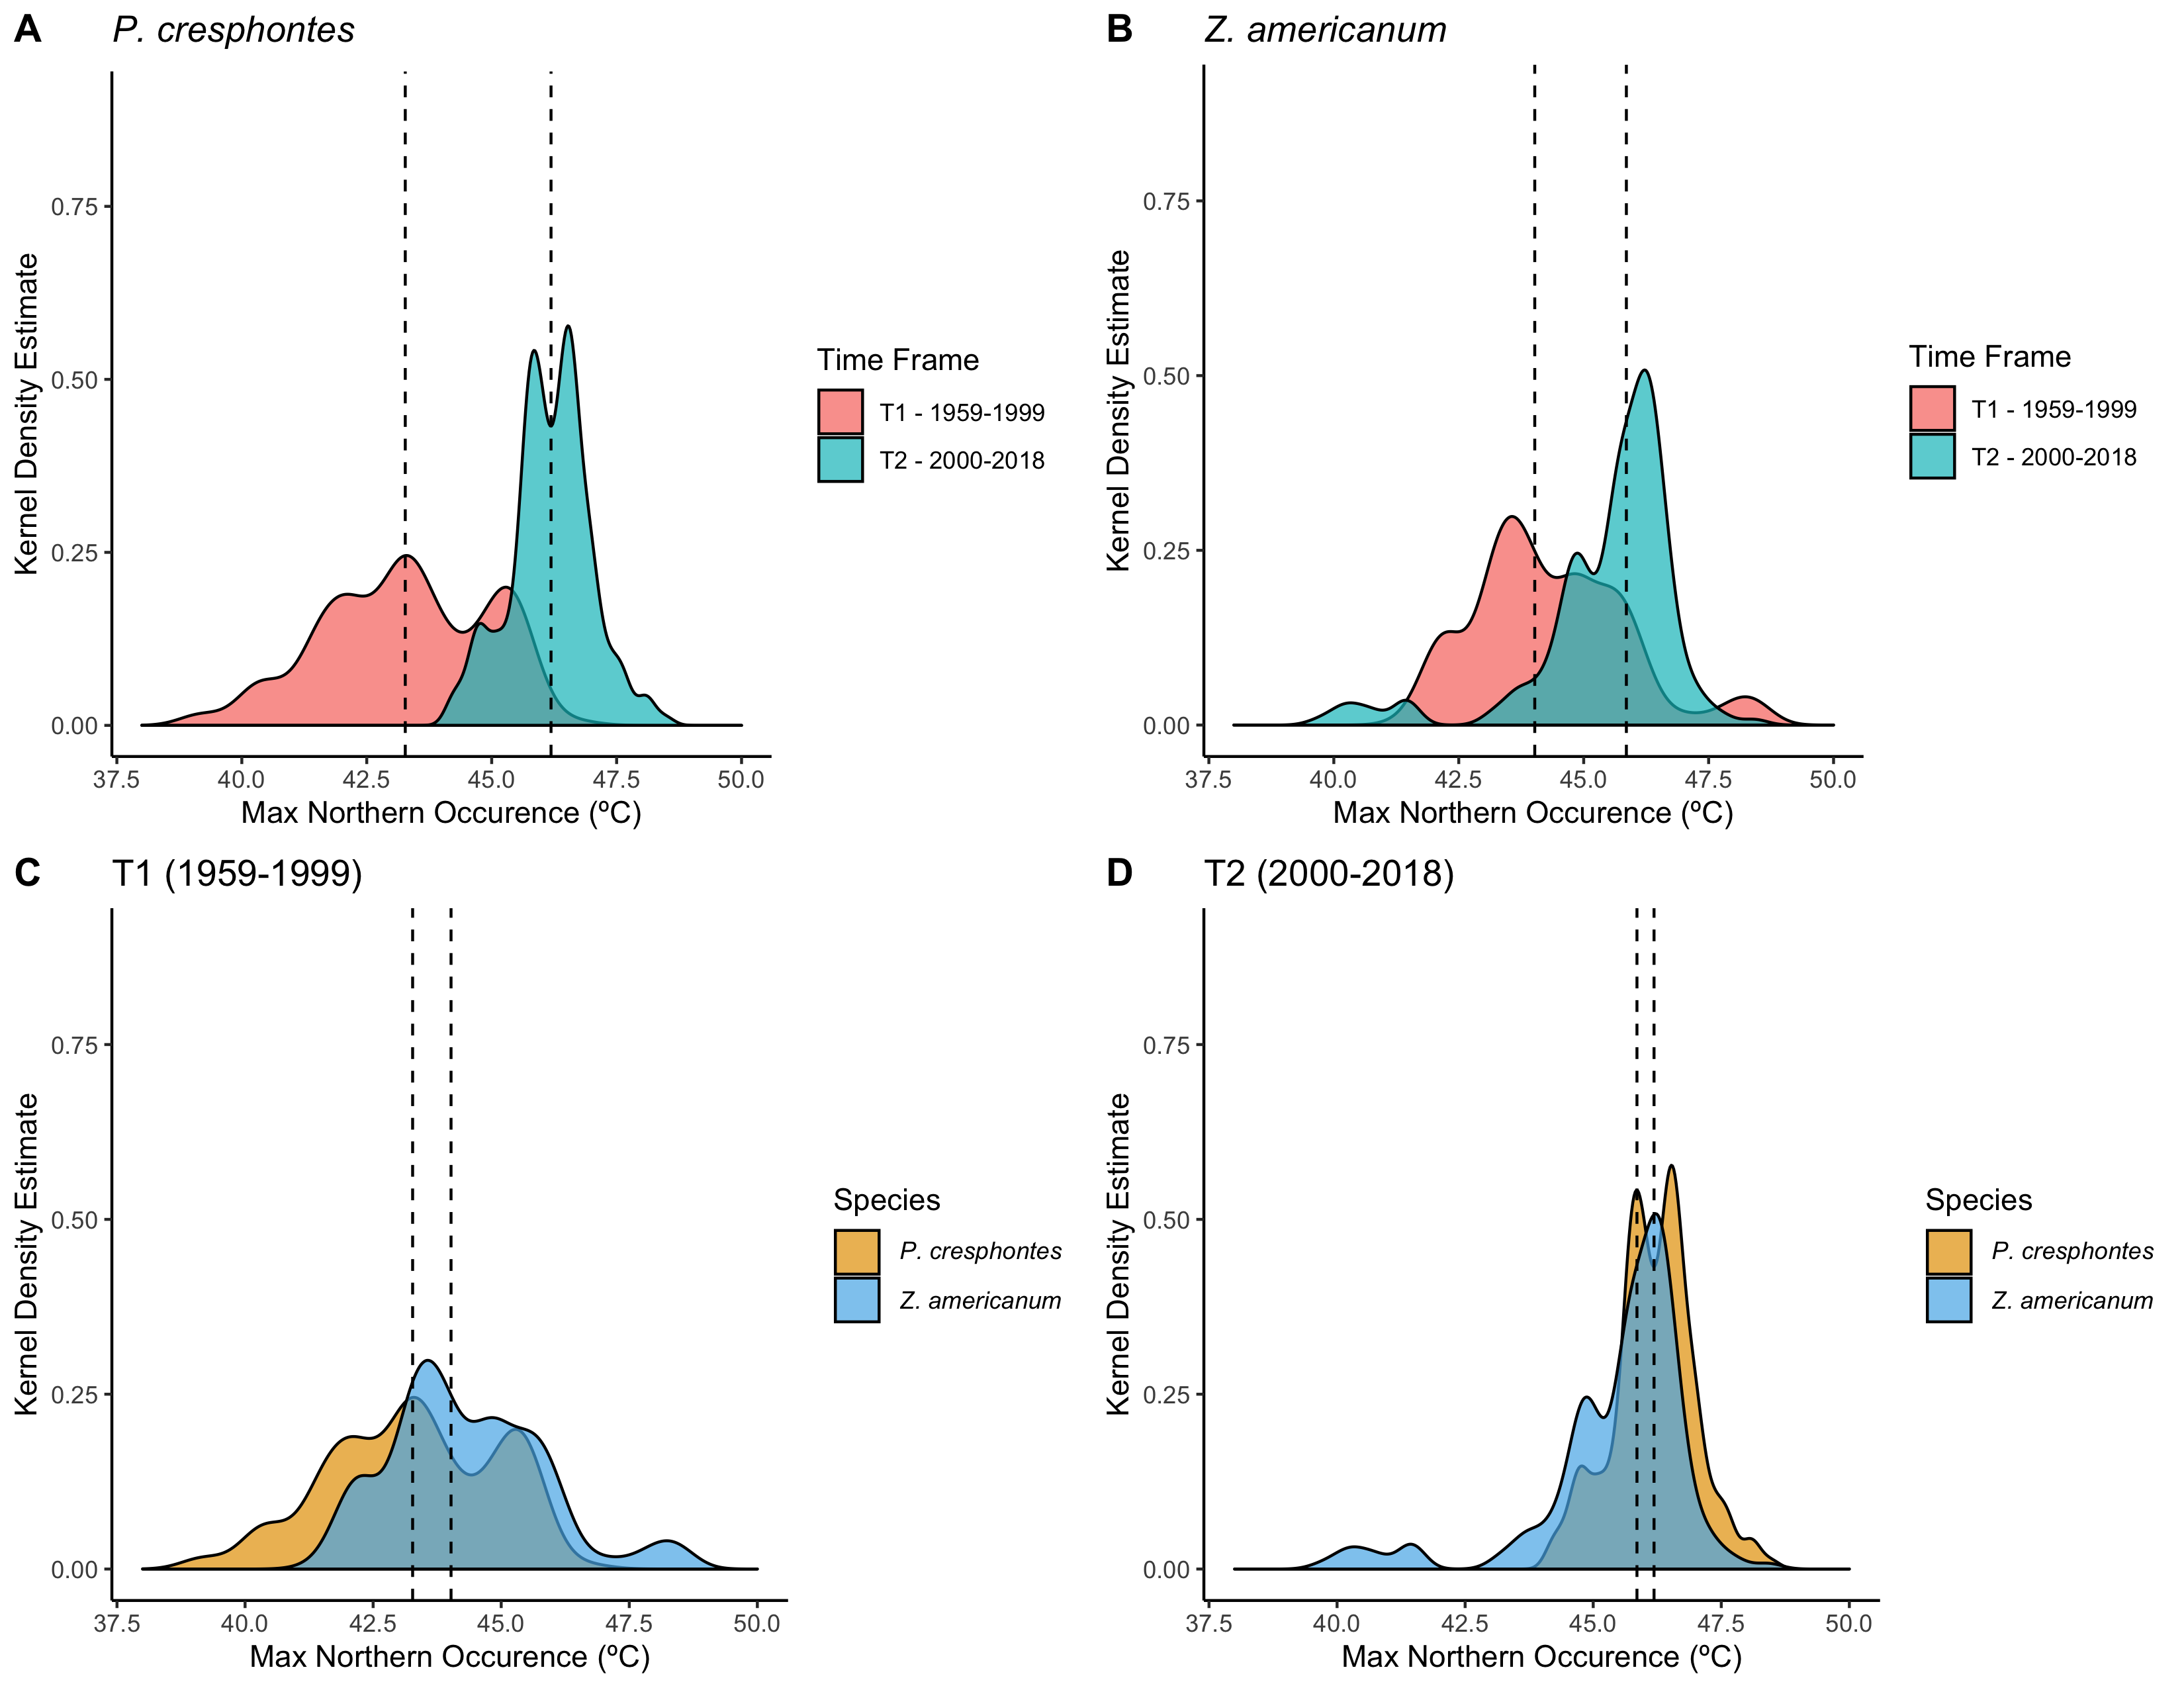 A P. cresphontes
0.75
0.50
0.25
0.00
Kernel Density Estimate
37.5 40.0 42.5 45.0 47.5 50.0
Max Northern Occurence (ºC)
Time Frame
T1 - 1959-1999
T2 - 2000-2018
B Z. americanum
0.75
0.50
0.25
0.00
Kernel Density Estimate
37.5 40.0 42.5 45.0 47.5 50.0
Max Northern Occurence (ºC)
Time Frame
T1 - 1959-1999
T2 - 2000-2018
C T1 (1959-1999)
0.75
0.50
0.25
0.00
Kernel Density Estimate
37.5 40.0 42.5 45.0 47.5 50.0
Max Northern Occurence (ºC)
Species
P. cresphontes
Z. americanum
D T2 (2000-2018)
0.75
0.50
0.25
0.00
Kernel Density Estimate
37.5 40.0 42.5 45.0 47.5 50.0
Max Northern Occurence (ºC)
Species
P. cresphontes
Z. americanum